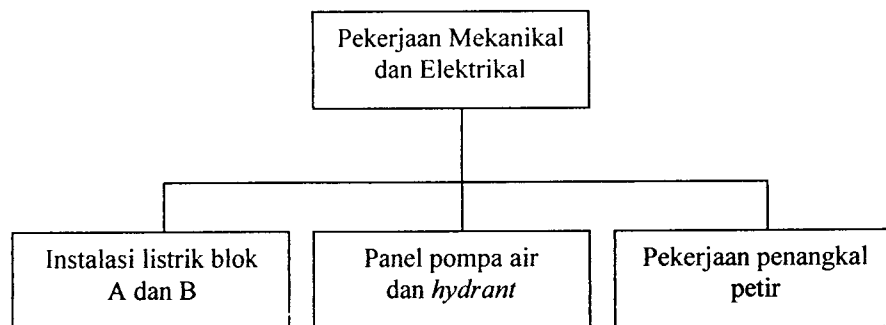 Pekerjaan Mekanikal
dan Elektrikal
Instalasi listrik blok
A dan B
Panel pompa air
dan hydrant
Pekerjaan penangkal
petir